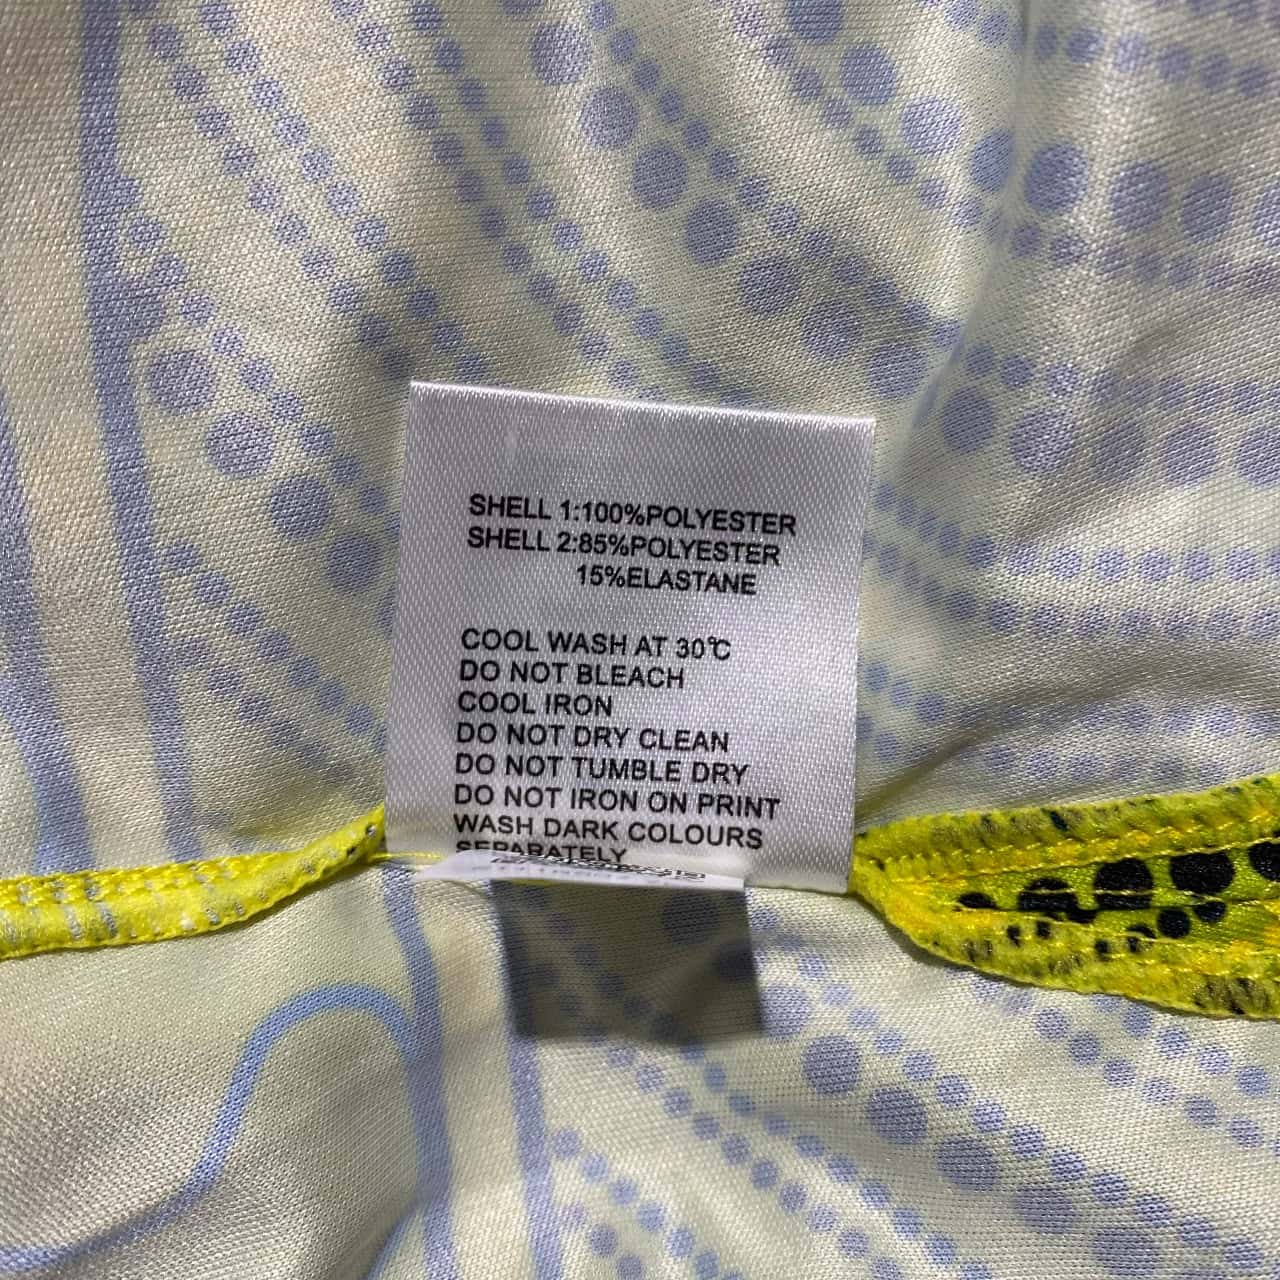 SHELL 1:100%POLYESTER
SHELL 2:85%POLYESTER
15%ELASTANE
COOL WASH AT 30℃
DO NOT BLEACH
COOL IRON
DO NOT DRY CLEAN
DO NOT TUMBLE DRY
DO NOT IRON ON PRINT
WASH DARK COLOURS
SEPARATELY